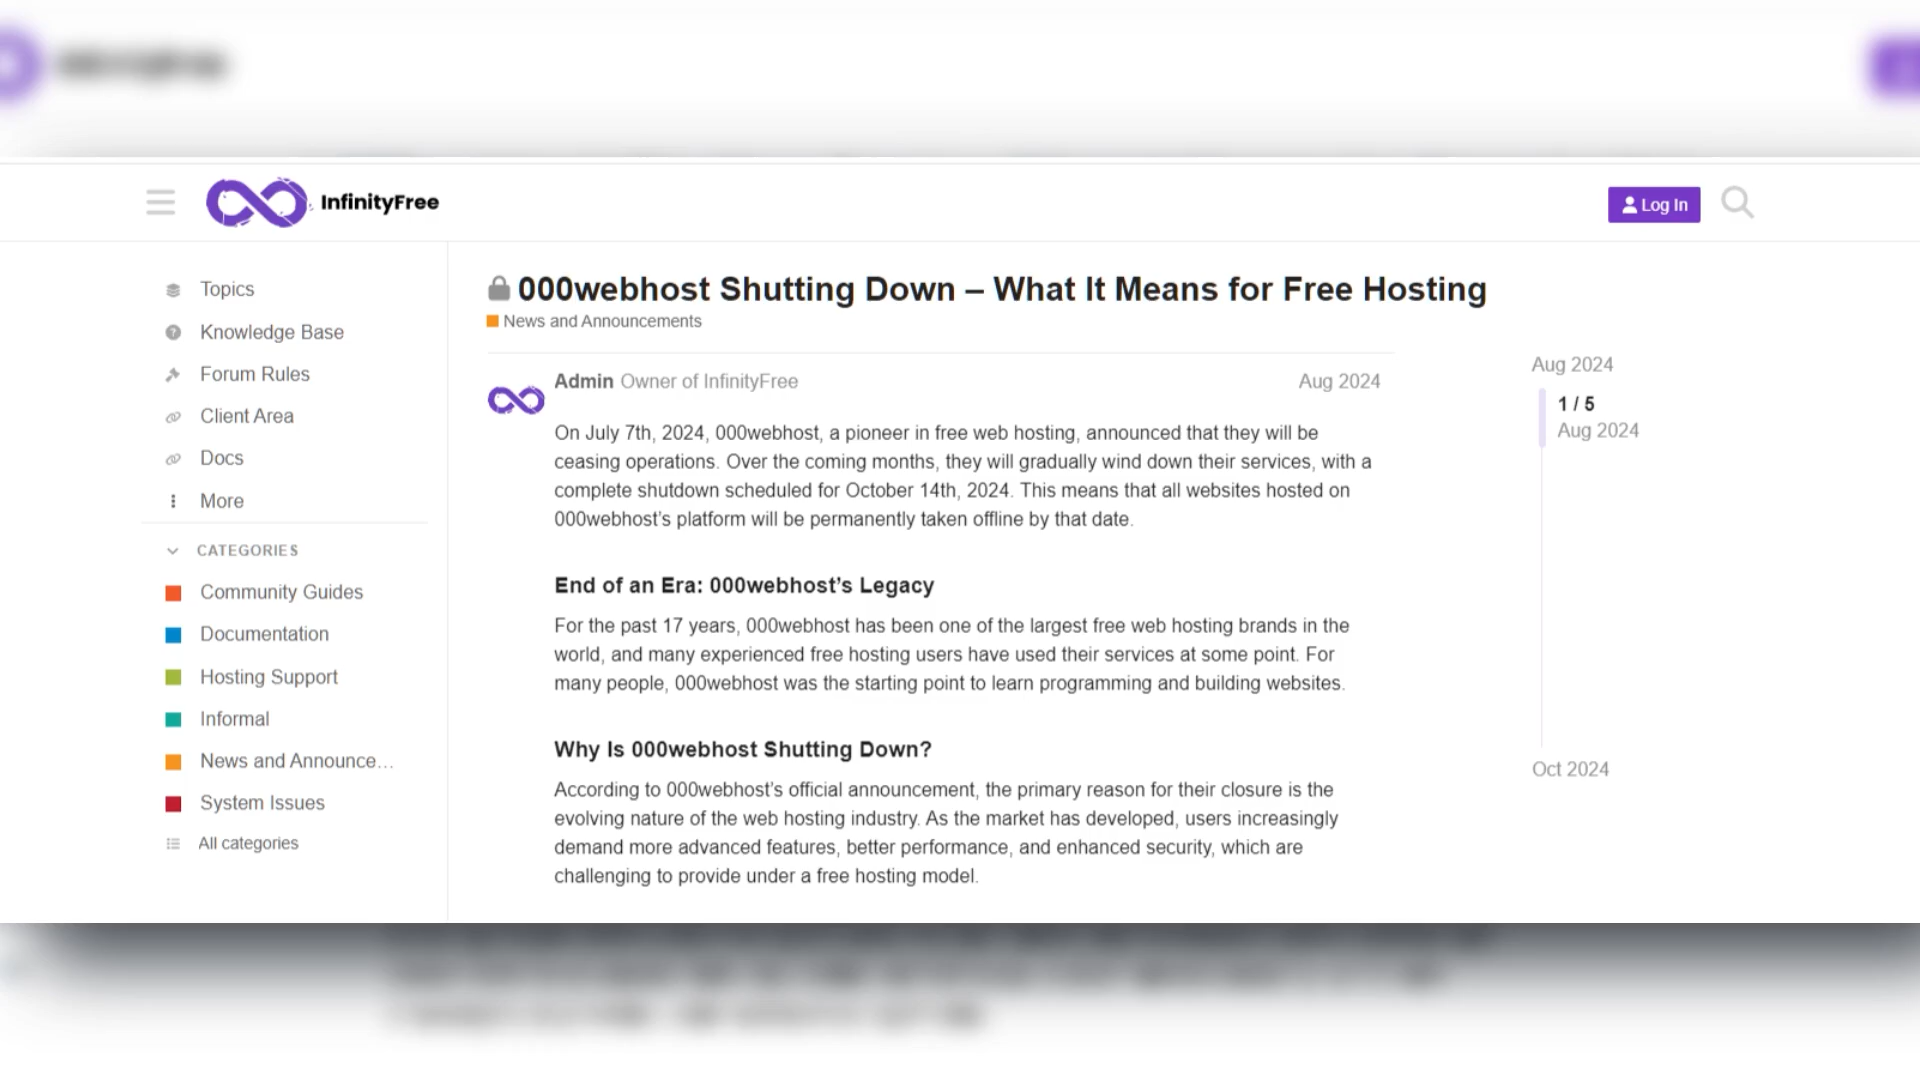 InfinityFree
Log In
Topics
Knowledge Base
Forum Rules
Client Area
Docs
More
CATEGORIES
Community Guides
Documentation
Hosting Support
Informal
News and Announce...
System Issues
All categories
000webhost Shutting Down – What It Means for Free Hosting
News and Announcements
Admin Owner of InfinityFree Aug 2024
On July 7th, 2024, 000webhost, a pioneer in free web hosting, announced that they will be
ceasing operations. Over the coming months, they will gradually wind down their services, with a
complete shutdown scheduled for October 14th, 2024. This means that all websites hosted on
000webhost’s platform will be permanently taken offline by that date.
End of an Era: 000webhost’s Legacy
For the past 17 years, 000webhost has been one of the largest free web hosting brands in the
world, and many experienced free hosting users have used their services at some point. For
many people, 000webhost was the starting point to learn programming and building websites.
Why Is 000webhost Shutting Down?
According to 000webhost’s official announcement, the primary reason for their closure is the
evolving nature of the web hosting industry. As the market has developed, users increasingly
demand more advanced features, better performance, and enhanced security, which are
challenging to provide under a free hosting model.
Aug 2024
1 / 5
Aug 2024
Oct 2024